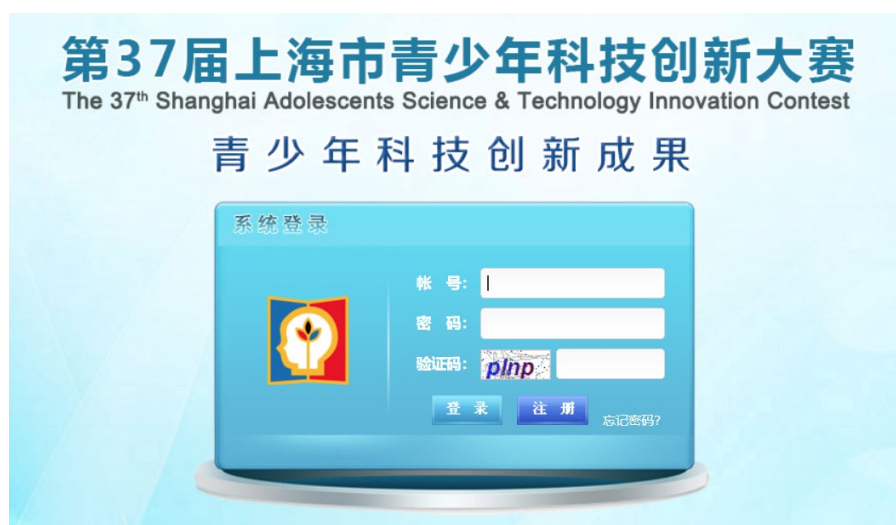 第37届上海市青少年科技创新大赛
The 37th Shanghai Adolescents Science & Technology Innovation Contest
青少年科技创新成果
系统登录
帐 号:
密 码:
验证码: plnp
登 录 注 册 忘记密码?